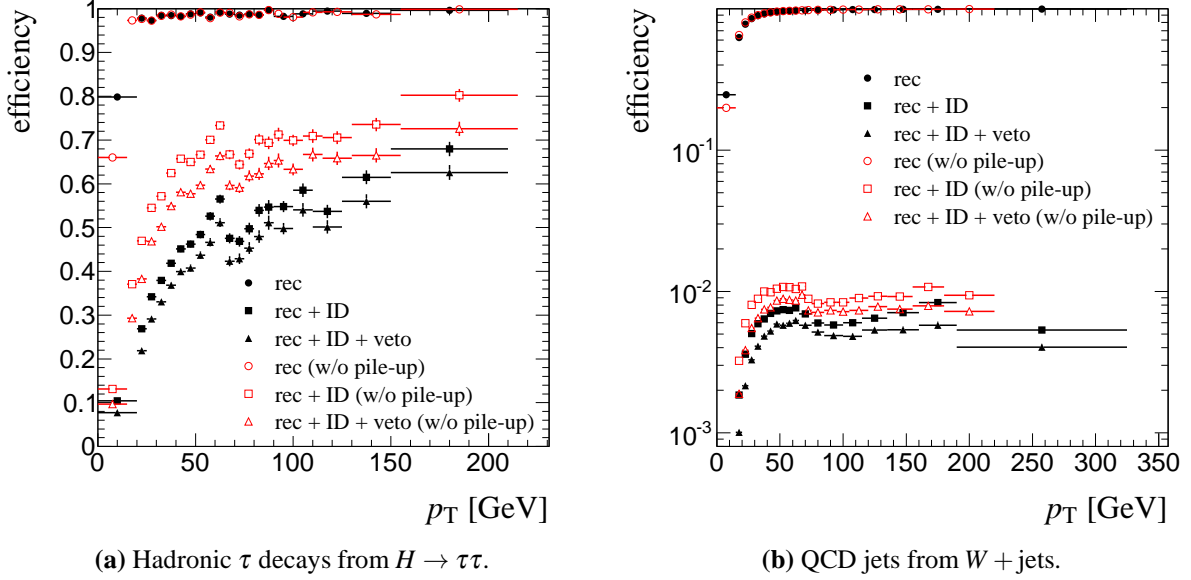 efficiency
1
0.9
0.8
0.7
0.6
0.5
0.4
0.3
0.2
0.1
0
rec
rec + ID
rec + ID + veto
rec (w/o pile-up)
rec + ID (w/o pile-up)
rec + ID + veto (w/o pile-up)
0 50 100 150 200
pT [GeV]
(a) Hadronic τ decays from H → ττ.
efficiency
1
10⁻¹
10⁻²
10⁻³
rec
rec + ID
rec + ID + veto
rec (w/o pile-up)
rec + ID (w/o pile-up)
rec + ID + veto (w/o pile-up)
0 50 100 150 200 250 300 350
pT [GeV]
(b) QCD jets from W + jets.